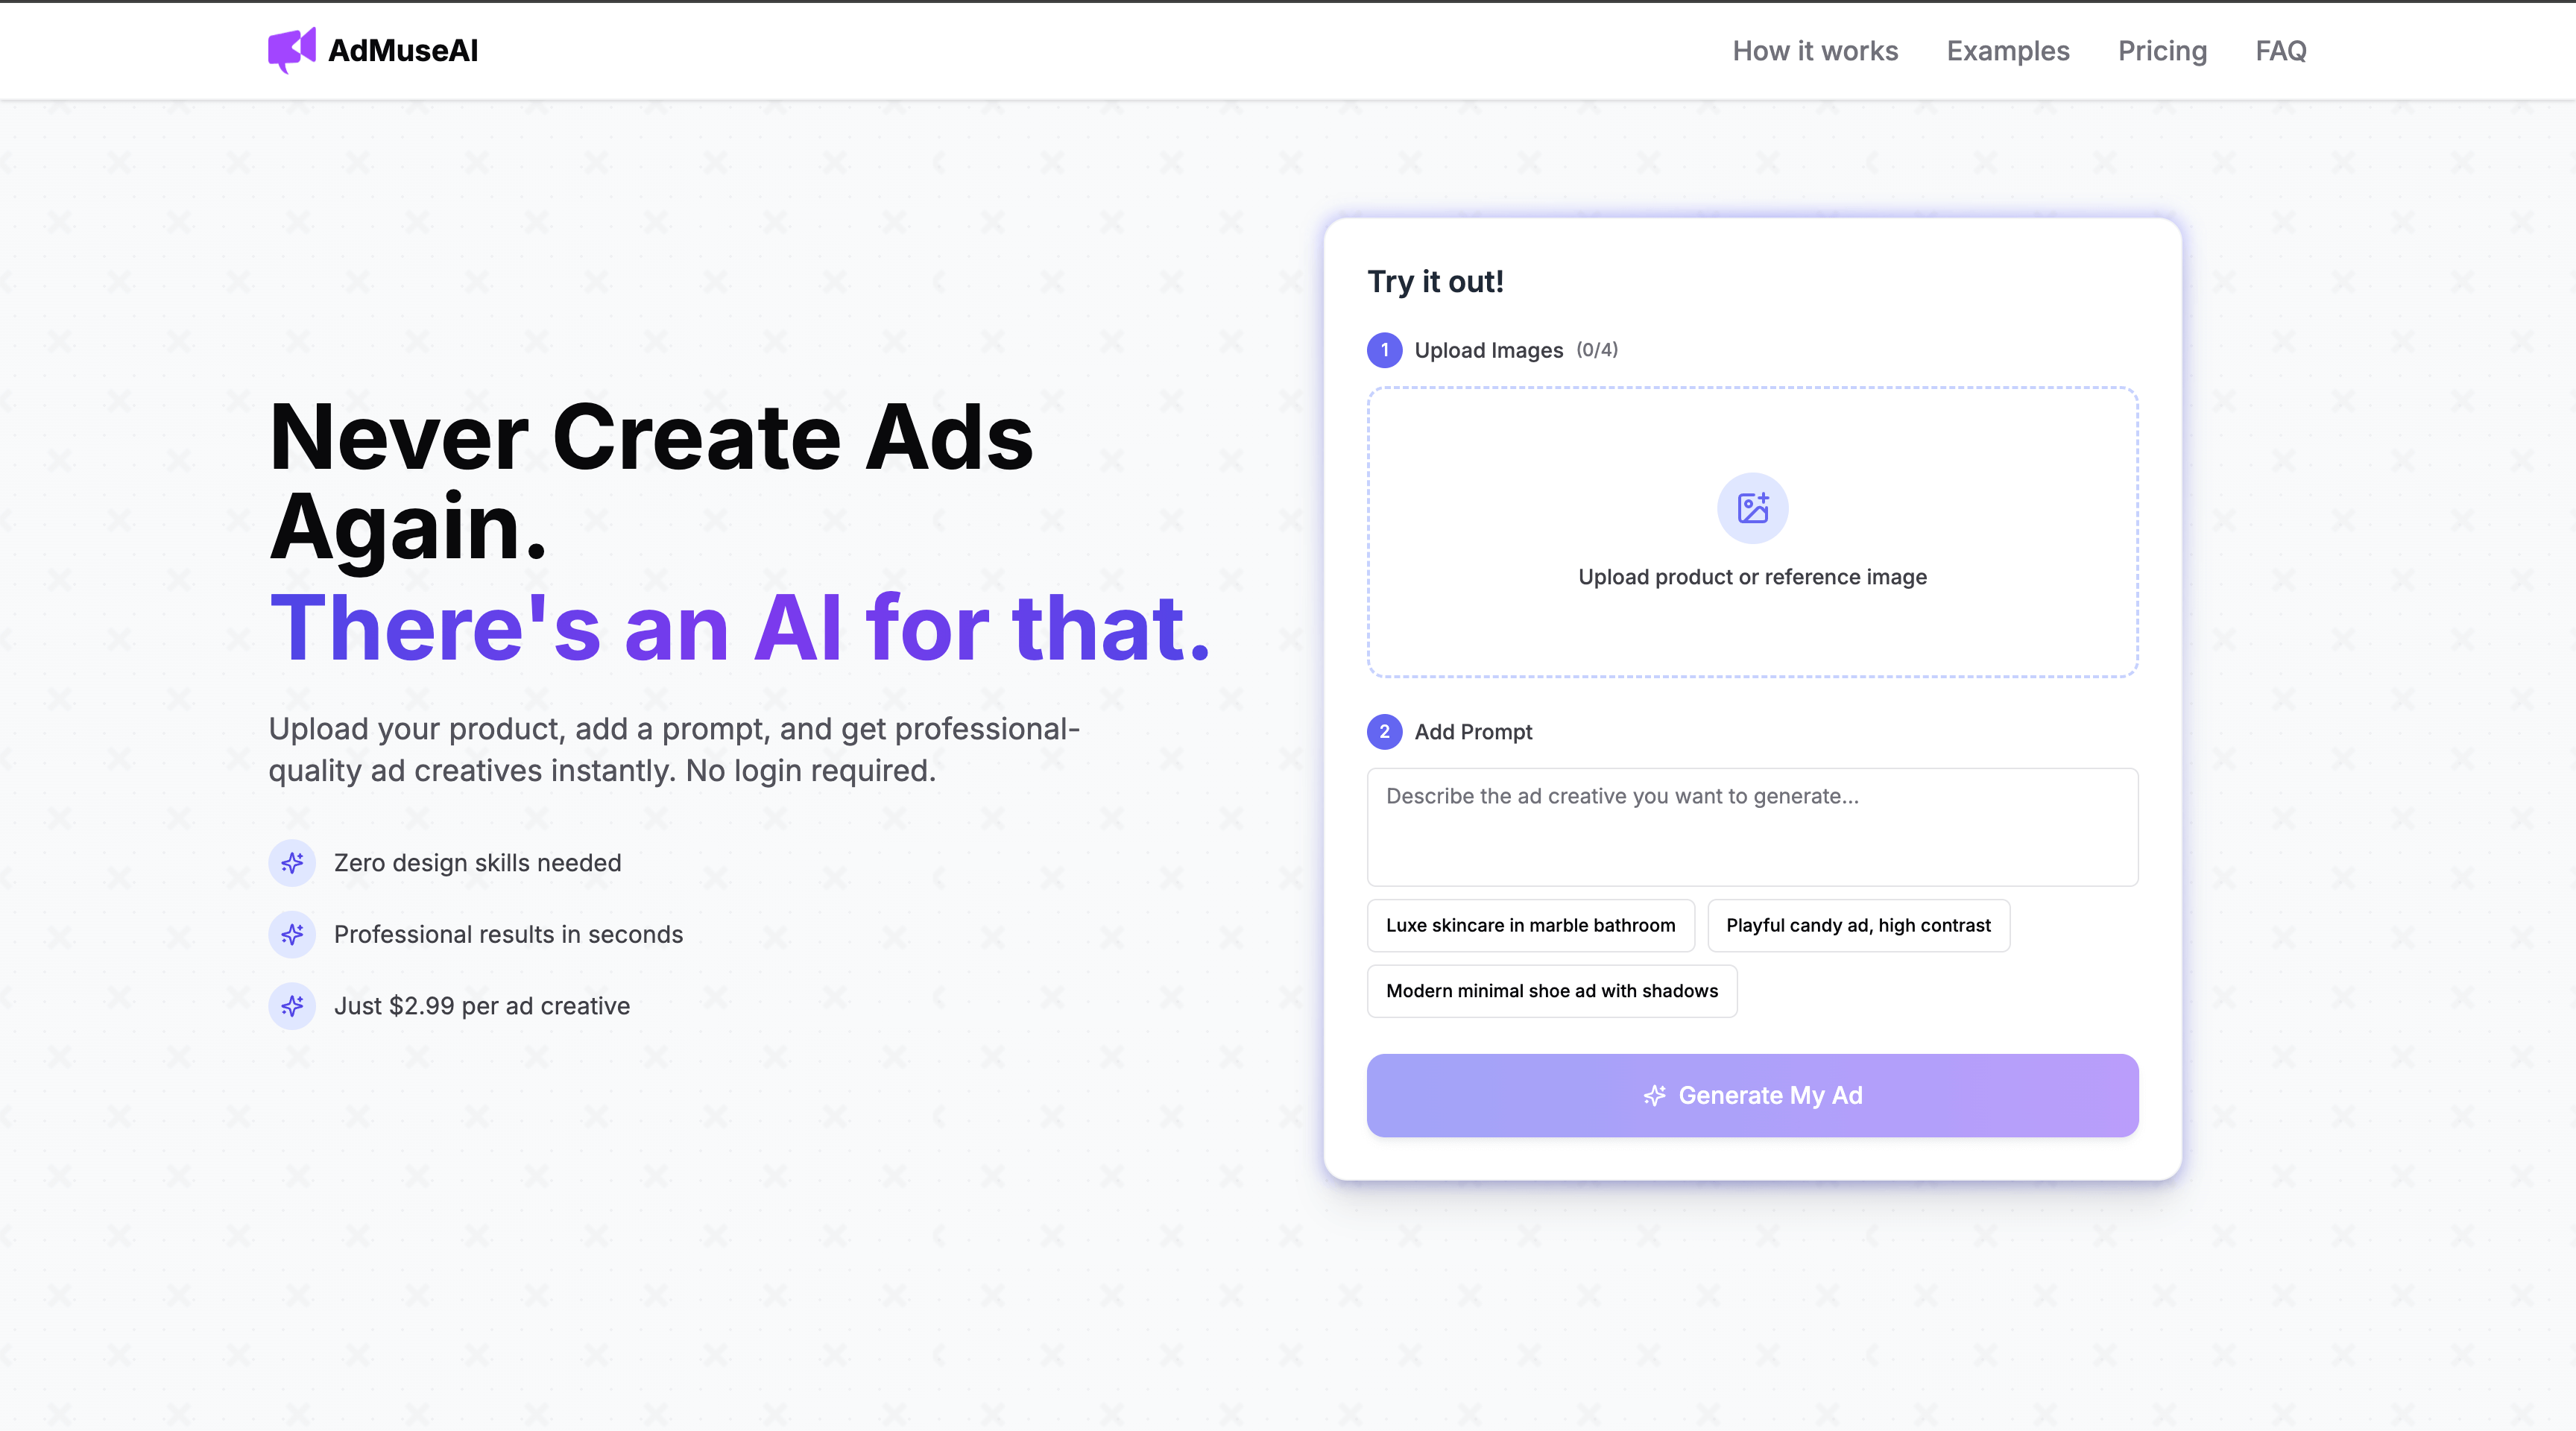 AdMuseAI
How it works
Examples
Pricing
FAQ
Never Create Ads
Again.
There's an AI for that.
Upload your product, add a prompt, and get professional-
quality ad creatives instantly. No login required.
Zero design skills needed
Professional results in seconds
Just $2.99 per ad creative
Try it out!
1 Upload Images (0/4)
Upload product or reference image
2 Add Prompt
Describe the ad creative you want to generate...
Luxe skincare in marble bathroom
Playful candy ad, high contrast
Modern minimal shoe ad with shadows
Generate My Ad